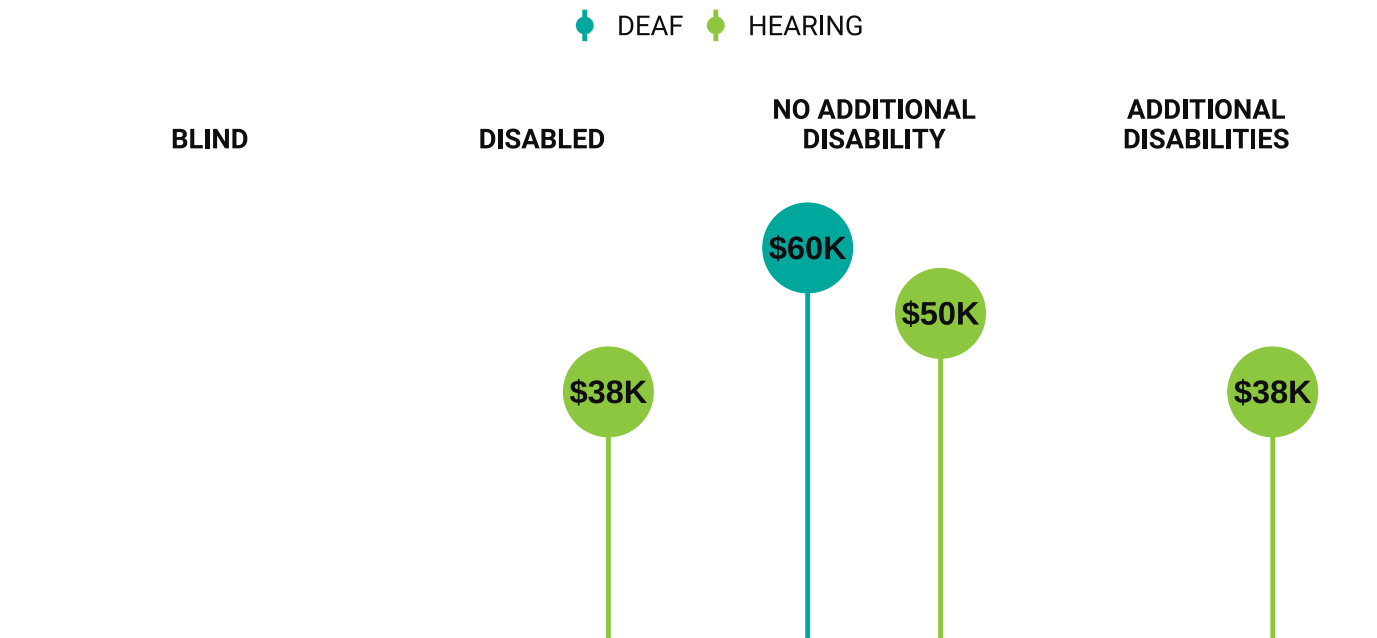 DEAF HEARING
BLIND
DISABLED
NO ADDITIONAL
DISABILITY
ADDITIONAL
DISABILITIES
$60K
$50K
$38K
$38K